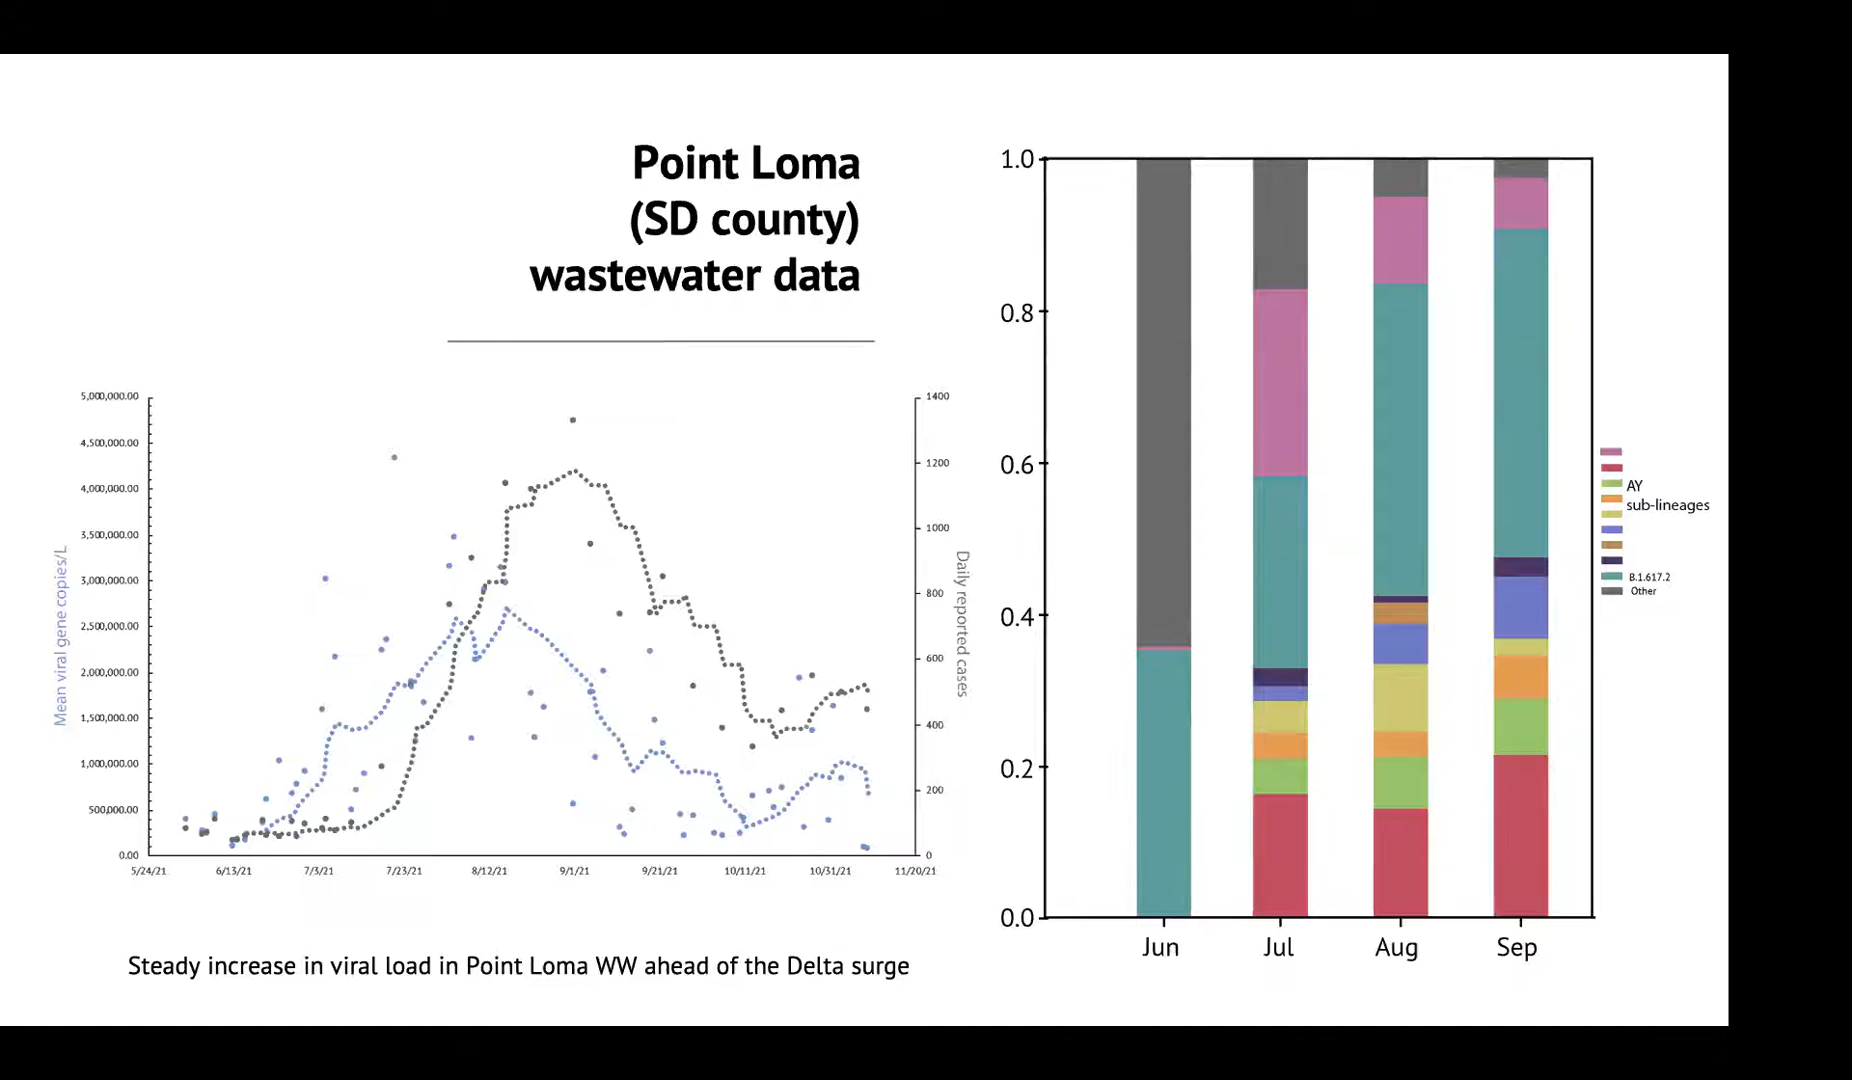 Point Loma
(SD county)
wastewater data
5,000,000.00
4,500,000.00
4,000,000.00
3,500,000.00
3,000,000.00
2,500,000.00
2,000,000.00
1,500,000.00
1,000,000.00
500,000.00
0.00
Mean viral gene copies/L
1400
1200
1000
800
600
400
200
0
Daily reported cases
5/24/21 6/13/21 7/3/21 7/23/21 8/12/21 9/1/21 9/21/21 10/11/21 10/31/21 11/20/21
Steady increase in viral load in Point Loma WW ahead of the Delta surge
1.0
0.8
0.6
0.4
0.2
0.0
Jun Jul Aug Sep
AY
sub-lineages
B.1.617.2
Other